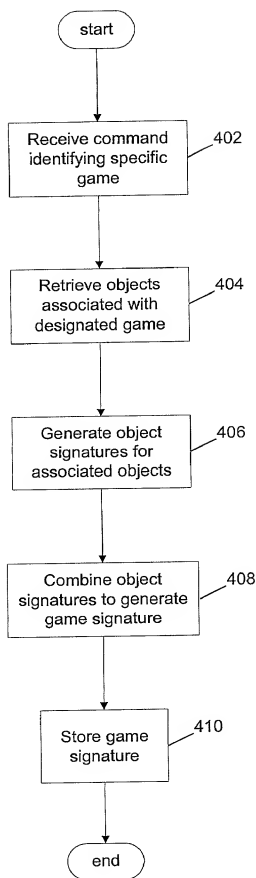 start
Receive command
identifying specific
game
402
Retrieve objects
associated with
designated game
404
Generate object
signatures for
associated objects
406
Combine object
signatures to generate
game signature
408
Store game
signature
410
end